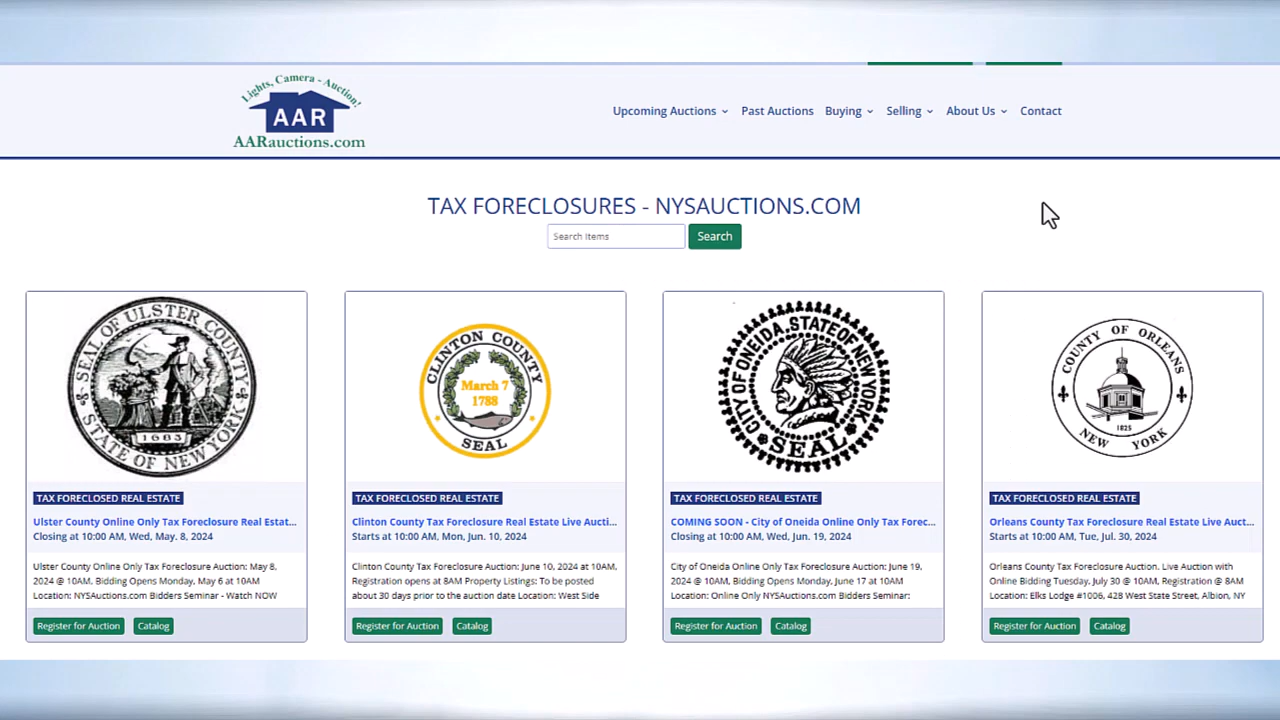 Lights, Camera - Auction!
AAR
AARauctions.com
Upcoming Auctions
Past Auctions
Buying
Selling
About Us
Contact
TAX FORECLOSURES - NYSAUCTIONS.COM
Search Items
Search
SEAL OF ULSTER COUNTY
1683
STATE OF NEW YORK
TAX FORECLOSED REAL ESTATE
Ulster County Online Only Tax Foreclosure Real Estat...
Closing at 10:00 AM, Wed, May. 8, 2024
Ulster County Online Only Tax Foreclosure Auction: May 8,
2024 @ 10AM, Bidding Opens Monday, May 6 at 10AM
Location: NYSAuctions.com Bidders Seminar - Watch NOW
Register for Auction
Catalog
CLINTON COUNTY
March 7
1788
SEAL
TAX FORECLOSED REAL ESTATE
Clinton County Tax Foreclosure Real Estate Live Aucti...
Starts at 10:00 AM, Mon, Jun. 10, 2024
Clinton County Tax Foreclosure Auction: June 10, 2024 at 10AM,
Registration opens at 8AM Property Listings: To be posted
about 30 days prior to the auction date Location: West Side
Register for Auction
Catalog
CITY OF ONEIDA, STATE OF NEW YORK
SEAL
TAX FORECLOSED REAL ESTATE
COMING SOON - City of Oneida Online Only Tax Forec...
Closing at 10:00 AM, Wed, Jun. 19, 2024
City of Oneida Online Only Tax Foreclosure Auction: June 19,
2024 @ 10AM, Bidding Opens Monday, June 17 at 10AM
Location: Online Only NYSAuctions.com Bidders Seminar:
Register for Auction
Catalog
COUNTY OF ORLEANS
1825
NEW YORK
TAX FORECLOSED REAL ESTATE
Orleans County Tax Foreclosure Real Estate Live Auct...
Starts at 10:00 AM, Tue, Jul. 30, 2024
Orleans County Tax Foreclosure Auction. Live Auction with
Online Bidding Tuesday, July 30 @ 10AM, Registration @ 8AM
Location: Elks Lodge #1006, 428 West State Street, Albion, NY
Register for Auction
Catalog